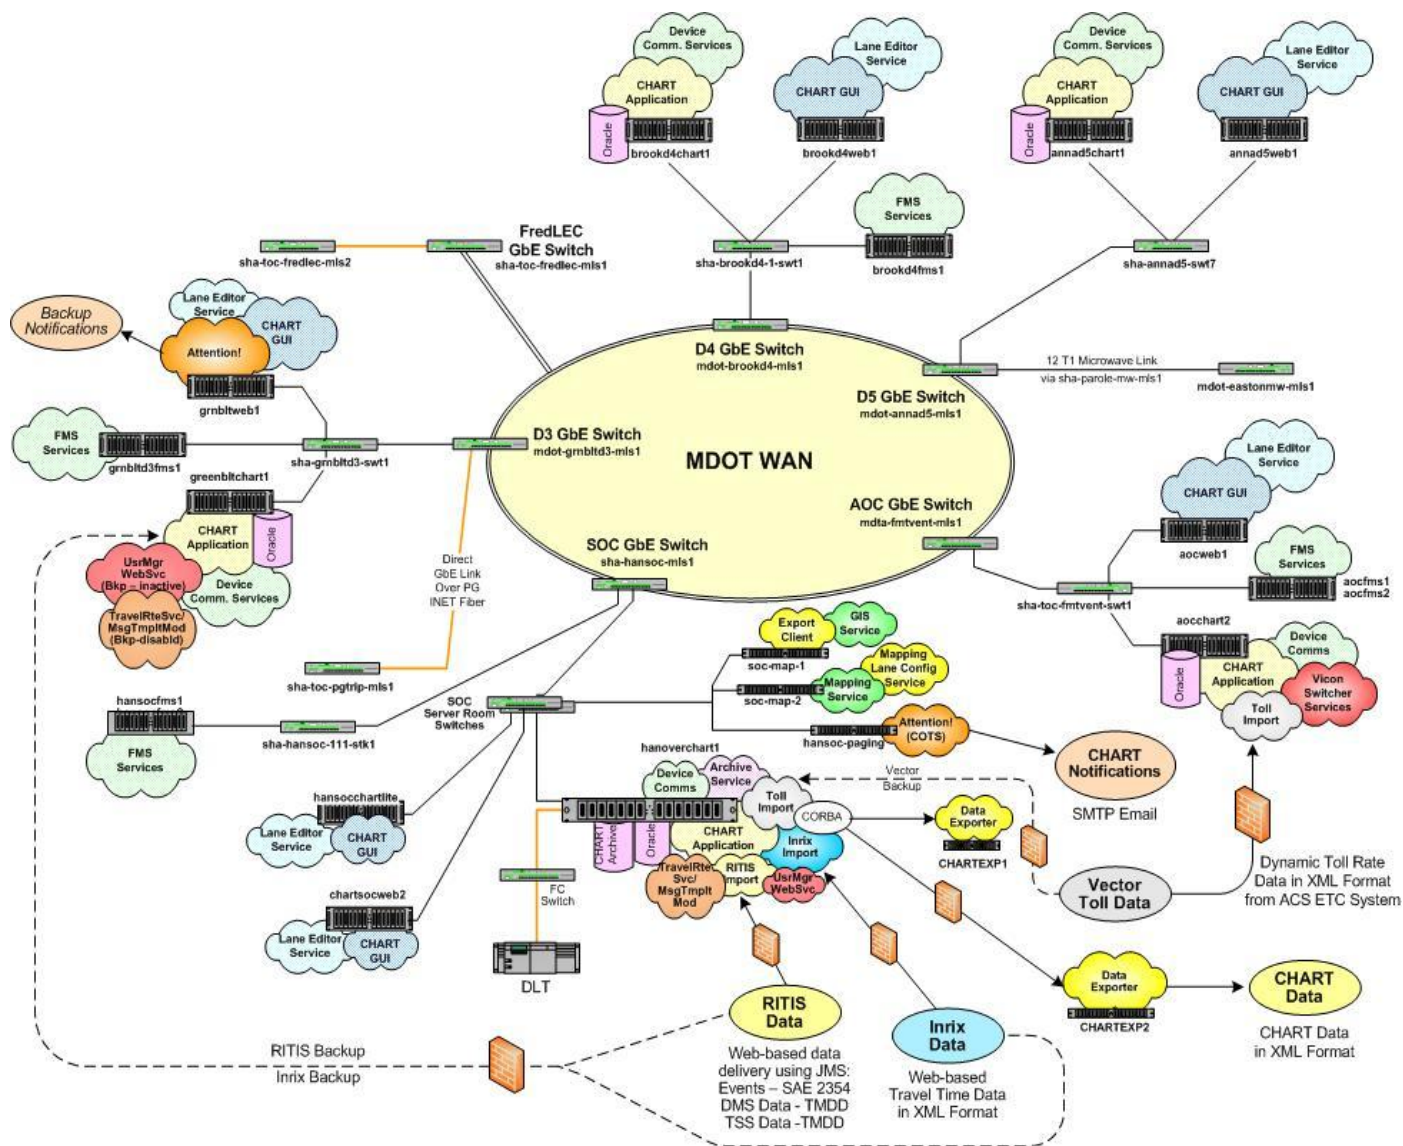 Device
Comm. Services
CHART
Application
Oracle
brookd4chart1
Lane Editor
Service
CHART GUI
brookd4web1
Device
Comm. Services
CHART
Application
Oracle
annad5chart1
Lane Editor
Service
CHART GUI
annad5web1
FMS
Services
brookd4fms1
sha-brookd4-1-swt1
sha-annad5-swt7
FredLEC
GbE Switch
sha-toc-fredlec-mls1
sha-toc-fredlec-mls2
Backup
Notifications
Lane Editor
Service
CHART
GUI
Attention!
grnbltweb1
D4 GbE Switch
mdot-brookd4-mls1
12 T1 Microwave Link
via sha-parole-mw-mls1
mdot-eastonmw-mls1
D5 GbE Switch
mdot-annad5-mls1
FMS
Services
grnbltd3fms1
sha-grnbltd3-swt1
D3 GbE Switch
mdot-grnbltd3-mls1
MDOT WAN
greenbltchart1
CHART
Application
Oracle
UsrMgr
WebSvc
(Bkp – inactive)
Device
Comm. Services
TravelRteSvc/
MsgTmpltMod
(Bkp-disabld)
Direct
GbE Link
Over PG
INET Fiber
sha-toc-pgtrip-mls1
AOC GbE Switch
mdta-fmtvent-mls1
SOC GbE Switch
sha-hansoc-mls1
Lane Editor
Service
CHART GUI
aocweb1
FMS
Services
aocfms1
aocfms2
sha-toc-fmtvent-swt1
aocchart2
Oracle
Device
Comms
CHART
Application
Vicon
Switcher
Services
Toll
Import
Export
Client
GIS
Service
soc-map-1
Mapping
Lane Config
Service
Mapping
Service
soc-map-2
Attention!
(COTS)
hansoc-paging
CHART
Notifications
SMTP Email
hansocfms1
FMS
Services
sha-hansoc-111-stk1
SOC
Server Room
Switches
hansocchartlite
Lane Editor
Service
CHART
GUI
chartsocweb2
Lane Editor
Service
CHART
GUI
hanoverchart1
Device
Comms
Archive
Service
Toll
Import
CORBA
CHART
Archive
Oracle
CHART
Application
Inrix
Import
TravelRte
Svc/
MsgTmplt
Mod
RITIS
Import
UsrMgr
WebSvc
FC
Switch
DLT
Vector
Backup
Data
Exporter
CHARTEXP1
Vector
Toll Data
Dynamic Toll Rate
Data in XML Format
from ACS ETC System
Data
Exporter
CHARTEXP2
CHART
Data
CHART Data
in XML Format
RITIS
Data
Web-based data
delivery using JMS:
Events – SAE 2354
DMS Data - TMDD
TSS Data -TMDD
Inrix
Data
Web-based
Travel Time Data
in XML Format
RITIS Backup
Inrix Backup